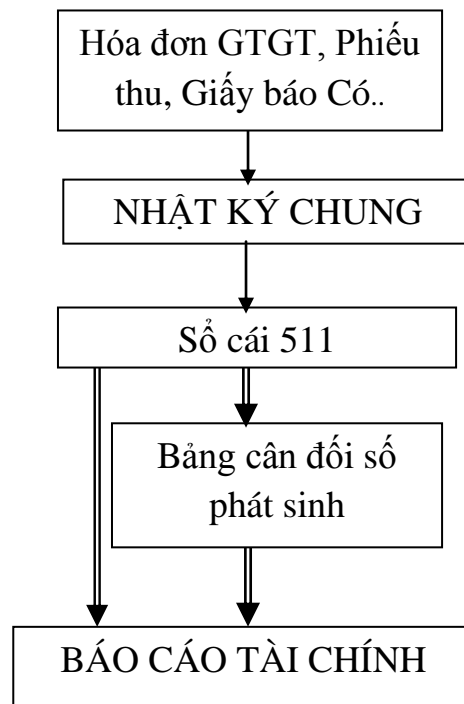 Hóa đơn GTGT, Phiếu
thu, Giấy báo Có..
NHẬT KÝ CHUNG
Sổ cái 511
Bảng cân đối số
phát sinh
BÁO CÁO TÀI CHÍNH